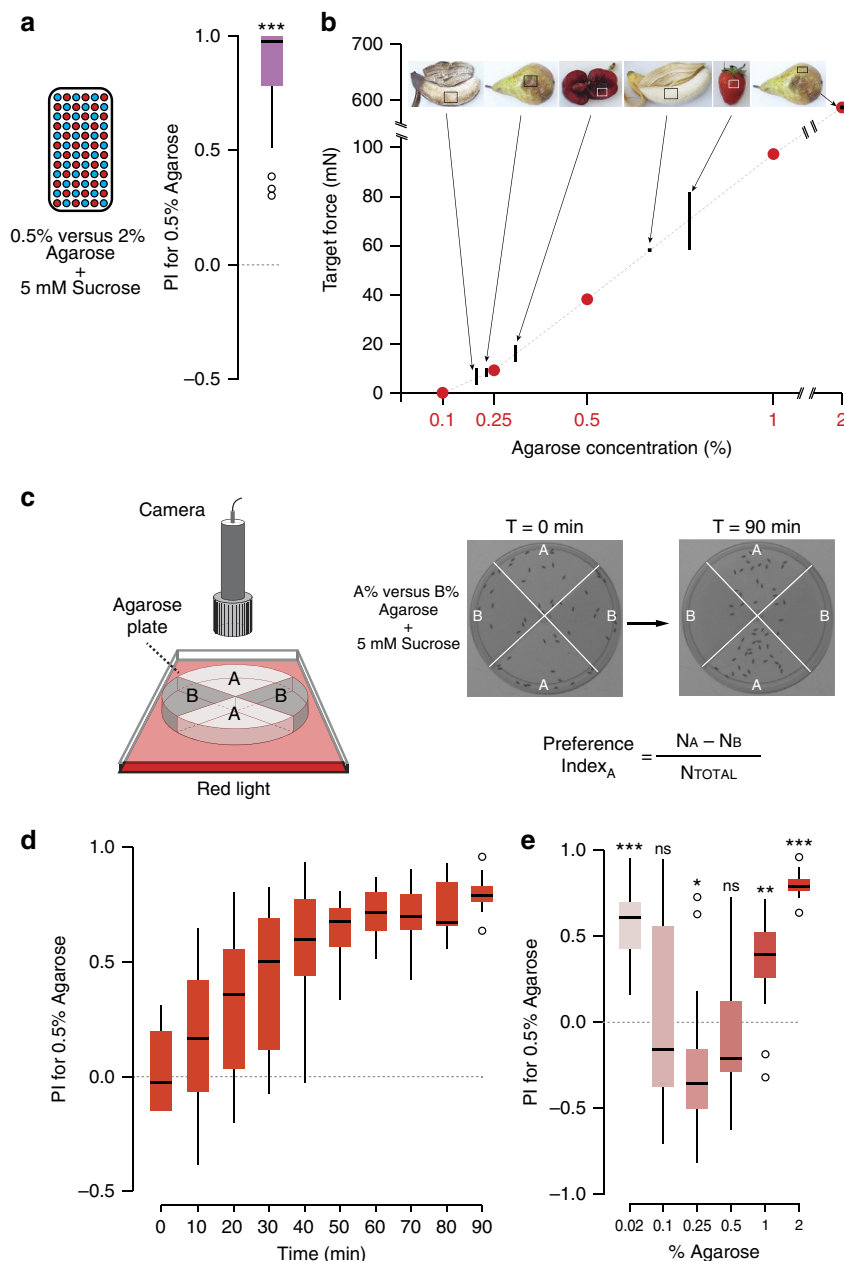 a
***
1.0
0.5
0.0
–0.5
PI for 0.5% Agarose
0.5% versus 2%
Agarose
+
5 mM Sucrose
b
700
600
100
80
60
40
20
0
Target force (mN)
0.1
0.25
0.5
1
2
Agarose concentration (%)
c
Camera
Agarose
plate
A
B
B
A
Red light
A% versus B%
Agarose
+
5 mM Sucrose
T = 0 min
A
B
B
A
T = 90 min
A
B
B
A
Preference
IndexA
=
NA – NB
NTOTAL
d
1.0
0.5
0.0
–0.5
PI for 0.5% Agarose
0 10 20 30 40 50 60 70 80 90
Time (min)
e
*** ns * ns ** ***
1.0
0.5
0.0
–0.5
–1.0
PI for 0.5% Agarose
0.02 0.1 0.25 0.5 1 2
% Agarose